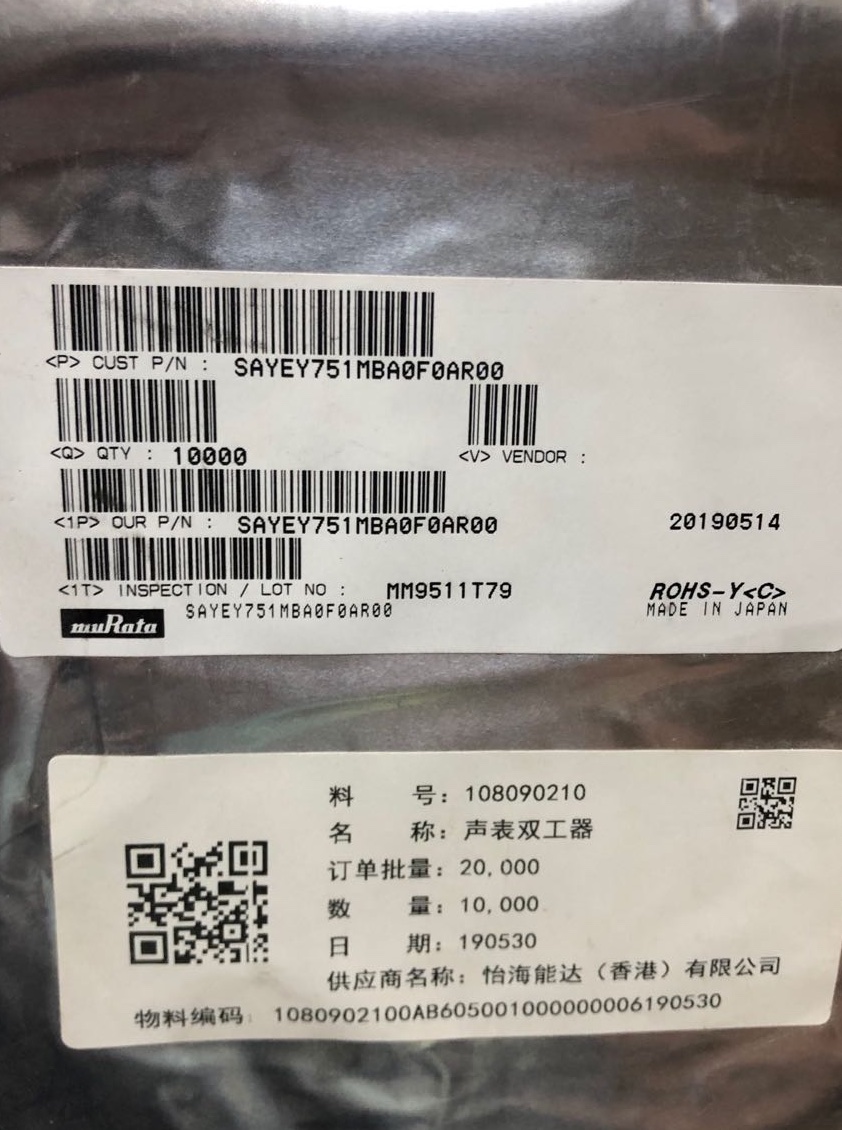 <P> CUST P/N : SAYEY751MBA0F0AR00
<Q> QTY : 10000
<V> VENDOR :
<1P> OUR P/N : SAYEY751MBA0F0AR00
20190514
<1T> INSPECTION / LOT NO : MM9511T79
ROHS-Y<C>
muRata
SAYEY751MBA0F0AR00
MADE IN JAPAN
料 号: 108090210
名 称: 声表双工器
订单批量: 20,000
数 量: 10,000
日 期: 190530
供应商名称: 怡海能达（香港）有限公司
物料编码: 1080902100AB6050010000000006190530